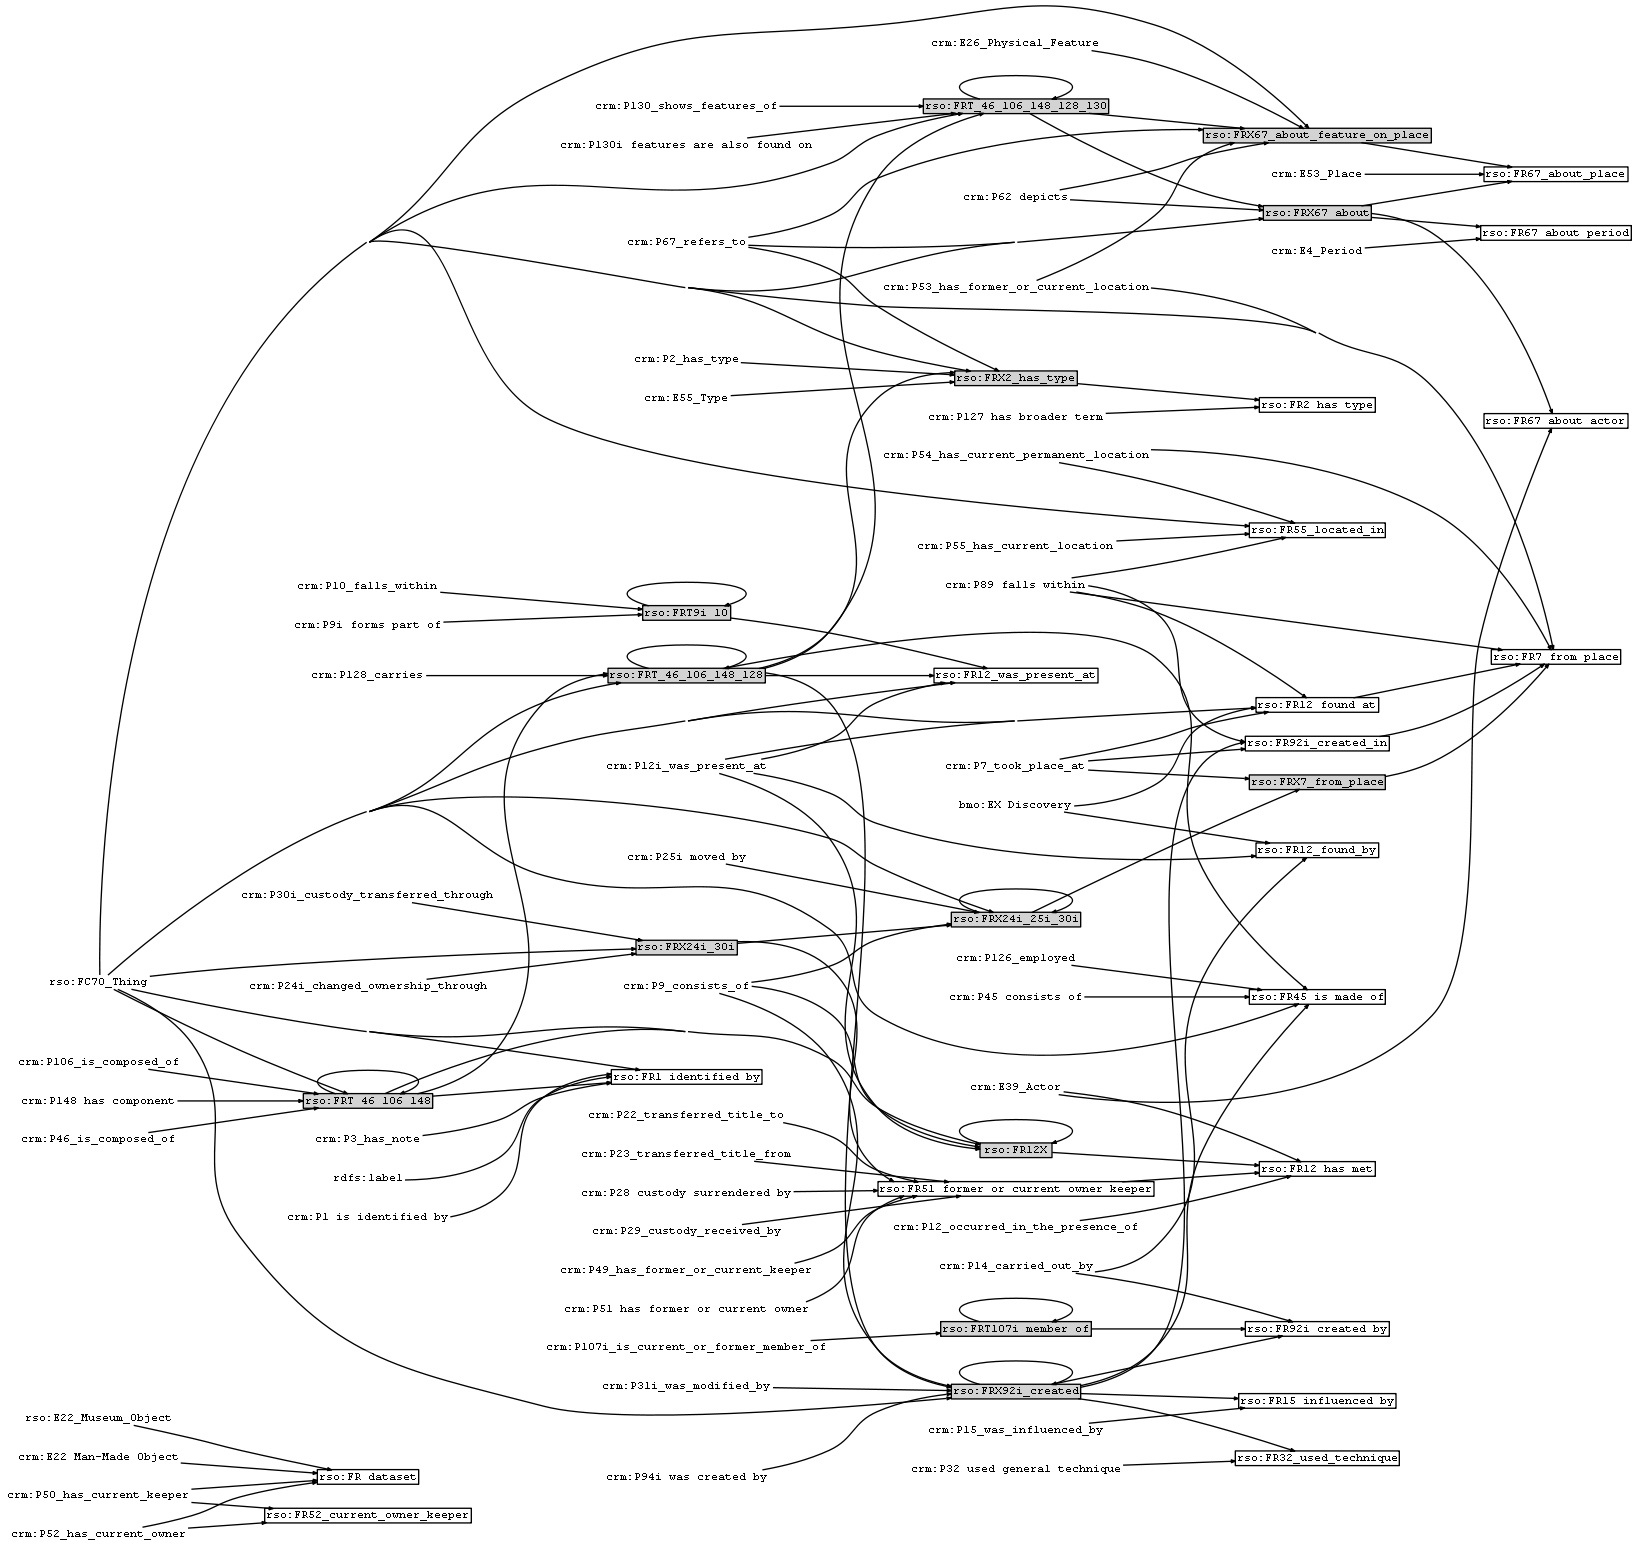 crm:E26_Physical_Feature
crm:P130_shows_features_of
rso:FRT_46_106_148_128_130
crm:P130i features are also found on
rso:FRX67_about_feature_on_place
crm:E53_Place
rso:FR67_about_place
crm:P62 depicts
rso:FRX67 about
crm:P67_refers_to
rso:FR67 about period
crm:E4_Period
crm:P53_has_former_or_current_location
crm:P2_has_type
rso:FRX2_has_type
crm:E55_Type
rso:FR2 has type
crm:P127 has broader term
rso:FR67 about actor
crm:P54_has_current_permanent_location
rso:FR55_located_in
crm:P55_has_current_location
crm:P10_falls_within
crm:P89 falls within
rso:FRT9i 10
crm:P9i forms part of
rso:FR7 from place
crm:P128_carries
rso:FRT_46_106_148_128
rso:FR12_was_present_at
rso:FR12 found at
rso:FR92i_created_in
crm:P12i_was_present_at
crm:P7_took_place_at
rso:FRX7_from_place
bmo:EX Discovery
rso:FR12_found_by
crm:P25i moved by
crm:P30i_custody_transferred_through
rso:FRX24i_25i_30i
rso:FRX24i_30i
crm:P126_employed
rso:FC70_Thing
crm:P24i_changed_ownership_through
crm:P9_consists_of
crm:P45 consists of
rso:FR45 is made of
crm:P106_is_composed_of
rso:FR1 identified by
crm:E39_Actor
crm:P148 has component
rso:FRT 46 106 148
crm:P22_transferred_title_to
crm:P46_is_composed_of
crm:P3_has_note
rso:FR12X
crm:P23_transferred_title_from
rso:FR12 has met
rdfs:label
crm:P28 custody surrendered by
rso:FR51 former or current owner keeper
crm:P1 is identified by
crm:P29_custody_received_by
crm:P12_occurred_in_the_presence_of
crm:P49_has_former_or_current_keeper
crm:P14_carried_out_by
crm:P51 has former or current owner
rso:FRT107i member of
rso:FR92i created by
crm:P107i_is_current_or_former_member_of
crm:P31i_was_modified_by
rso:FRX92i_created
rso:FR15 influenced by
rso:E22_Museum_Object
crm:P15_was_influenced_by
crm:E22 Man-Made Object
rso:FR32_used_technique
crm:P32 used general technique
rso:FR dataset
crm:P94i was created by
crm:P50_has_current_keeper
rso:FR52_current_owner_keeper
crm:P52_has_current_owner